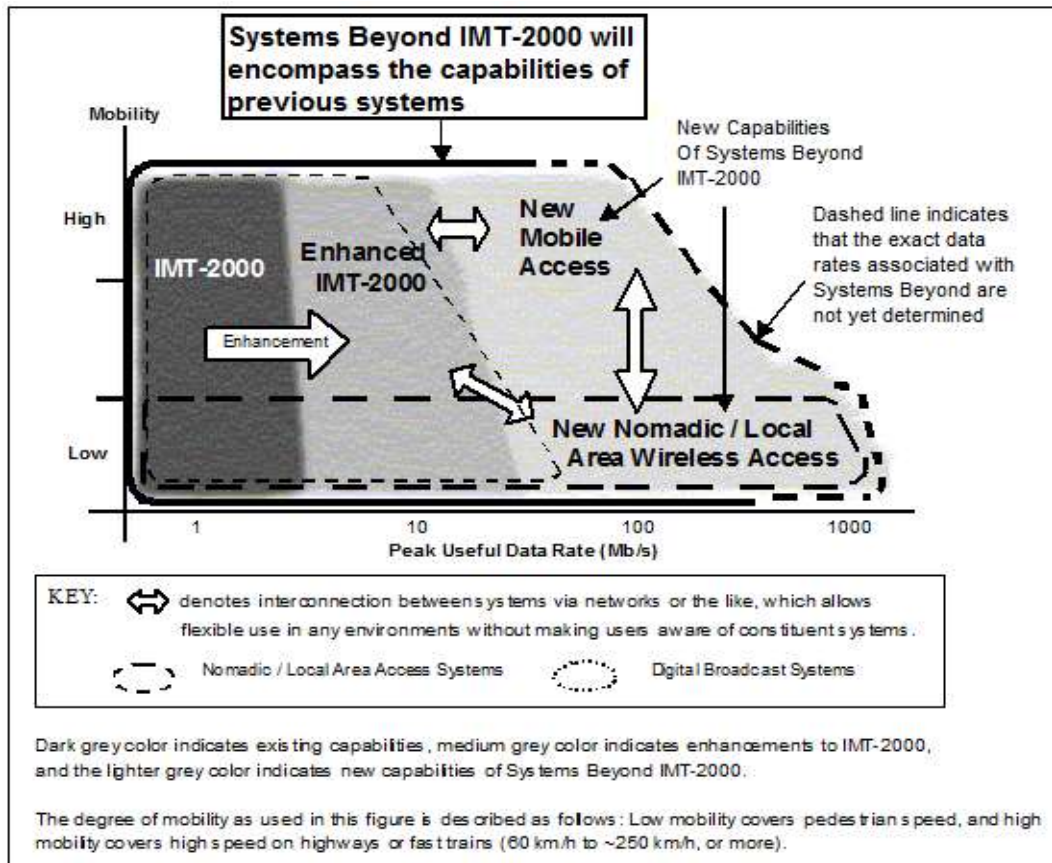 Systems Beyond IMT-2000 will
encompass the capabilities of
previous systems
Mobility
New Capabilities
Of Systems Beyond
IMT-2000
High
New
Mobile
Access
Dashed line indicates
that the exact data
rates associated with
Systems Beyond are
not yet determined
IMT-2000
Enhanced
IMT-2000
Enhancement
Low
New Nomadic / Local
Area Wireless Access
1
10
100
1000
Peak Useful Data Rate (Mb/s)
KEY:
denotes interconnection between systems via networks or the like, which allows
flexible use in any environments without making users aware of constituent systems.
Nomadic / Local Area Access Systems
Digital Broadcast Systems
Dark grey color indicates existing capabilities, medium grey color indicates enhancements to IMT-2000,
and the lighter grey color indicates new capabilities of Systems Beyond IMT-2000.
The degree of mobility as used in this figure is described as follows: Low mobility covers pedestrian speed, and high
mobility covers high speed on highways or fast trains (60 km/h to ~250 km/h, or more).